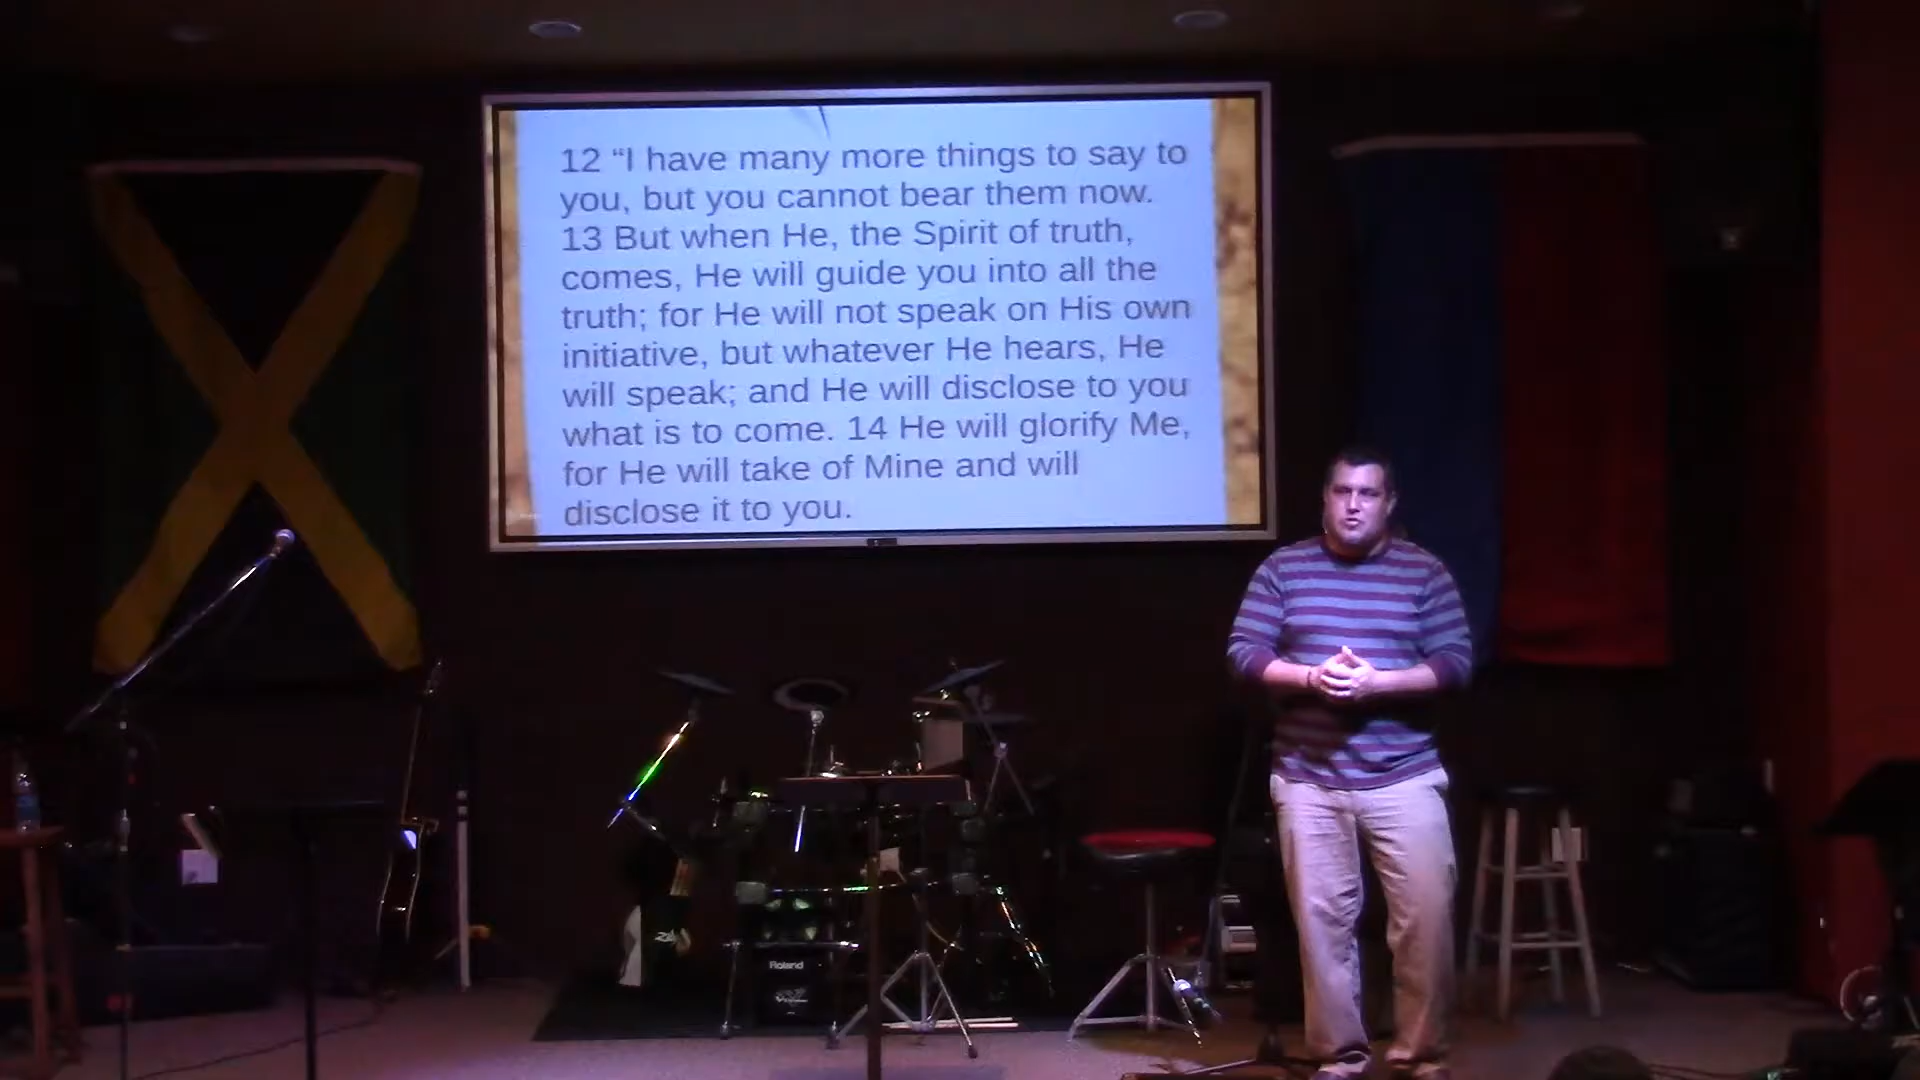 12 “I have many more things to say to
you, but you cannot bear them now.
13 But when He, the Spirit of truth,
comes, He will guide you into all the
truth; for He will not speak on His own
initiative, but whatever He hears, He
will speak; and He will disclose to you
what is to come. 14 He will glorify Me,
for He will take of Mine and will
disclose it to you.
Roland